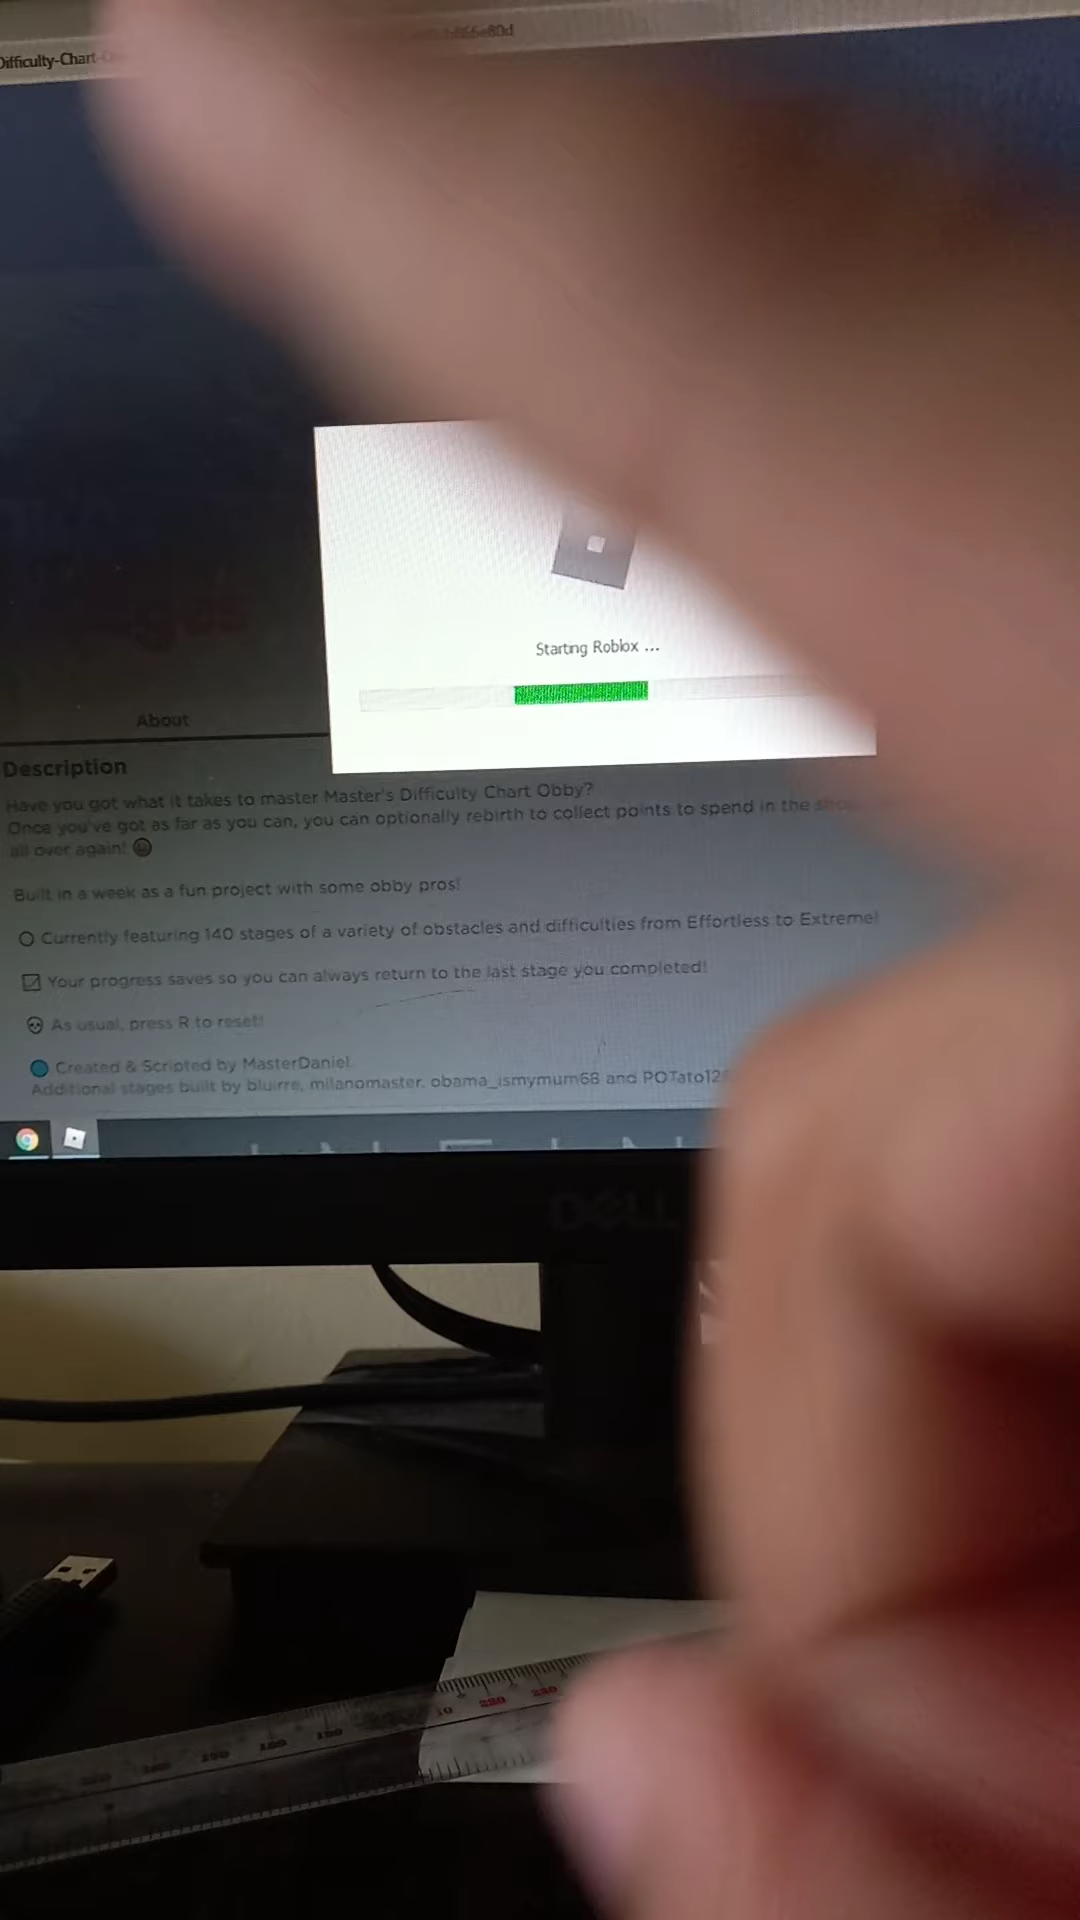 Difficulty-Chart-O
Starting Roblox ...
About
Description
Have you got what it takes to master Master's Difficulty Chart Obby?
Once you've got as far as you can, you can optionally rebirth to collect points to spend in the
all over again!
Built in a week as a fun project with some obby pros!
Currently featuring 140 stages of a variety of obstacles and difficulties from Effortless to Extreme!
Your progress saves so you can always return to the last stage you completed!
As usual, press R to reset!
Created & Scripted by MasterDaniel
Additional stages built by bluirre, milanomaster, obama_ismymum68 and POTato12
DELL